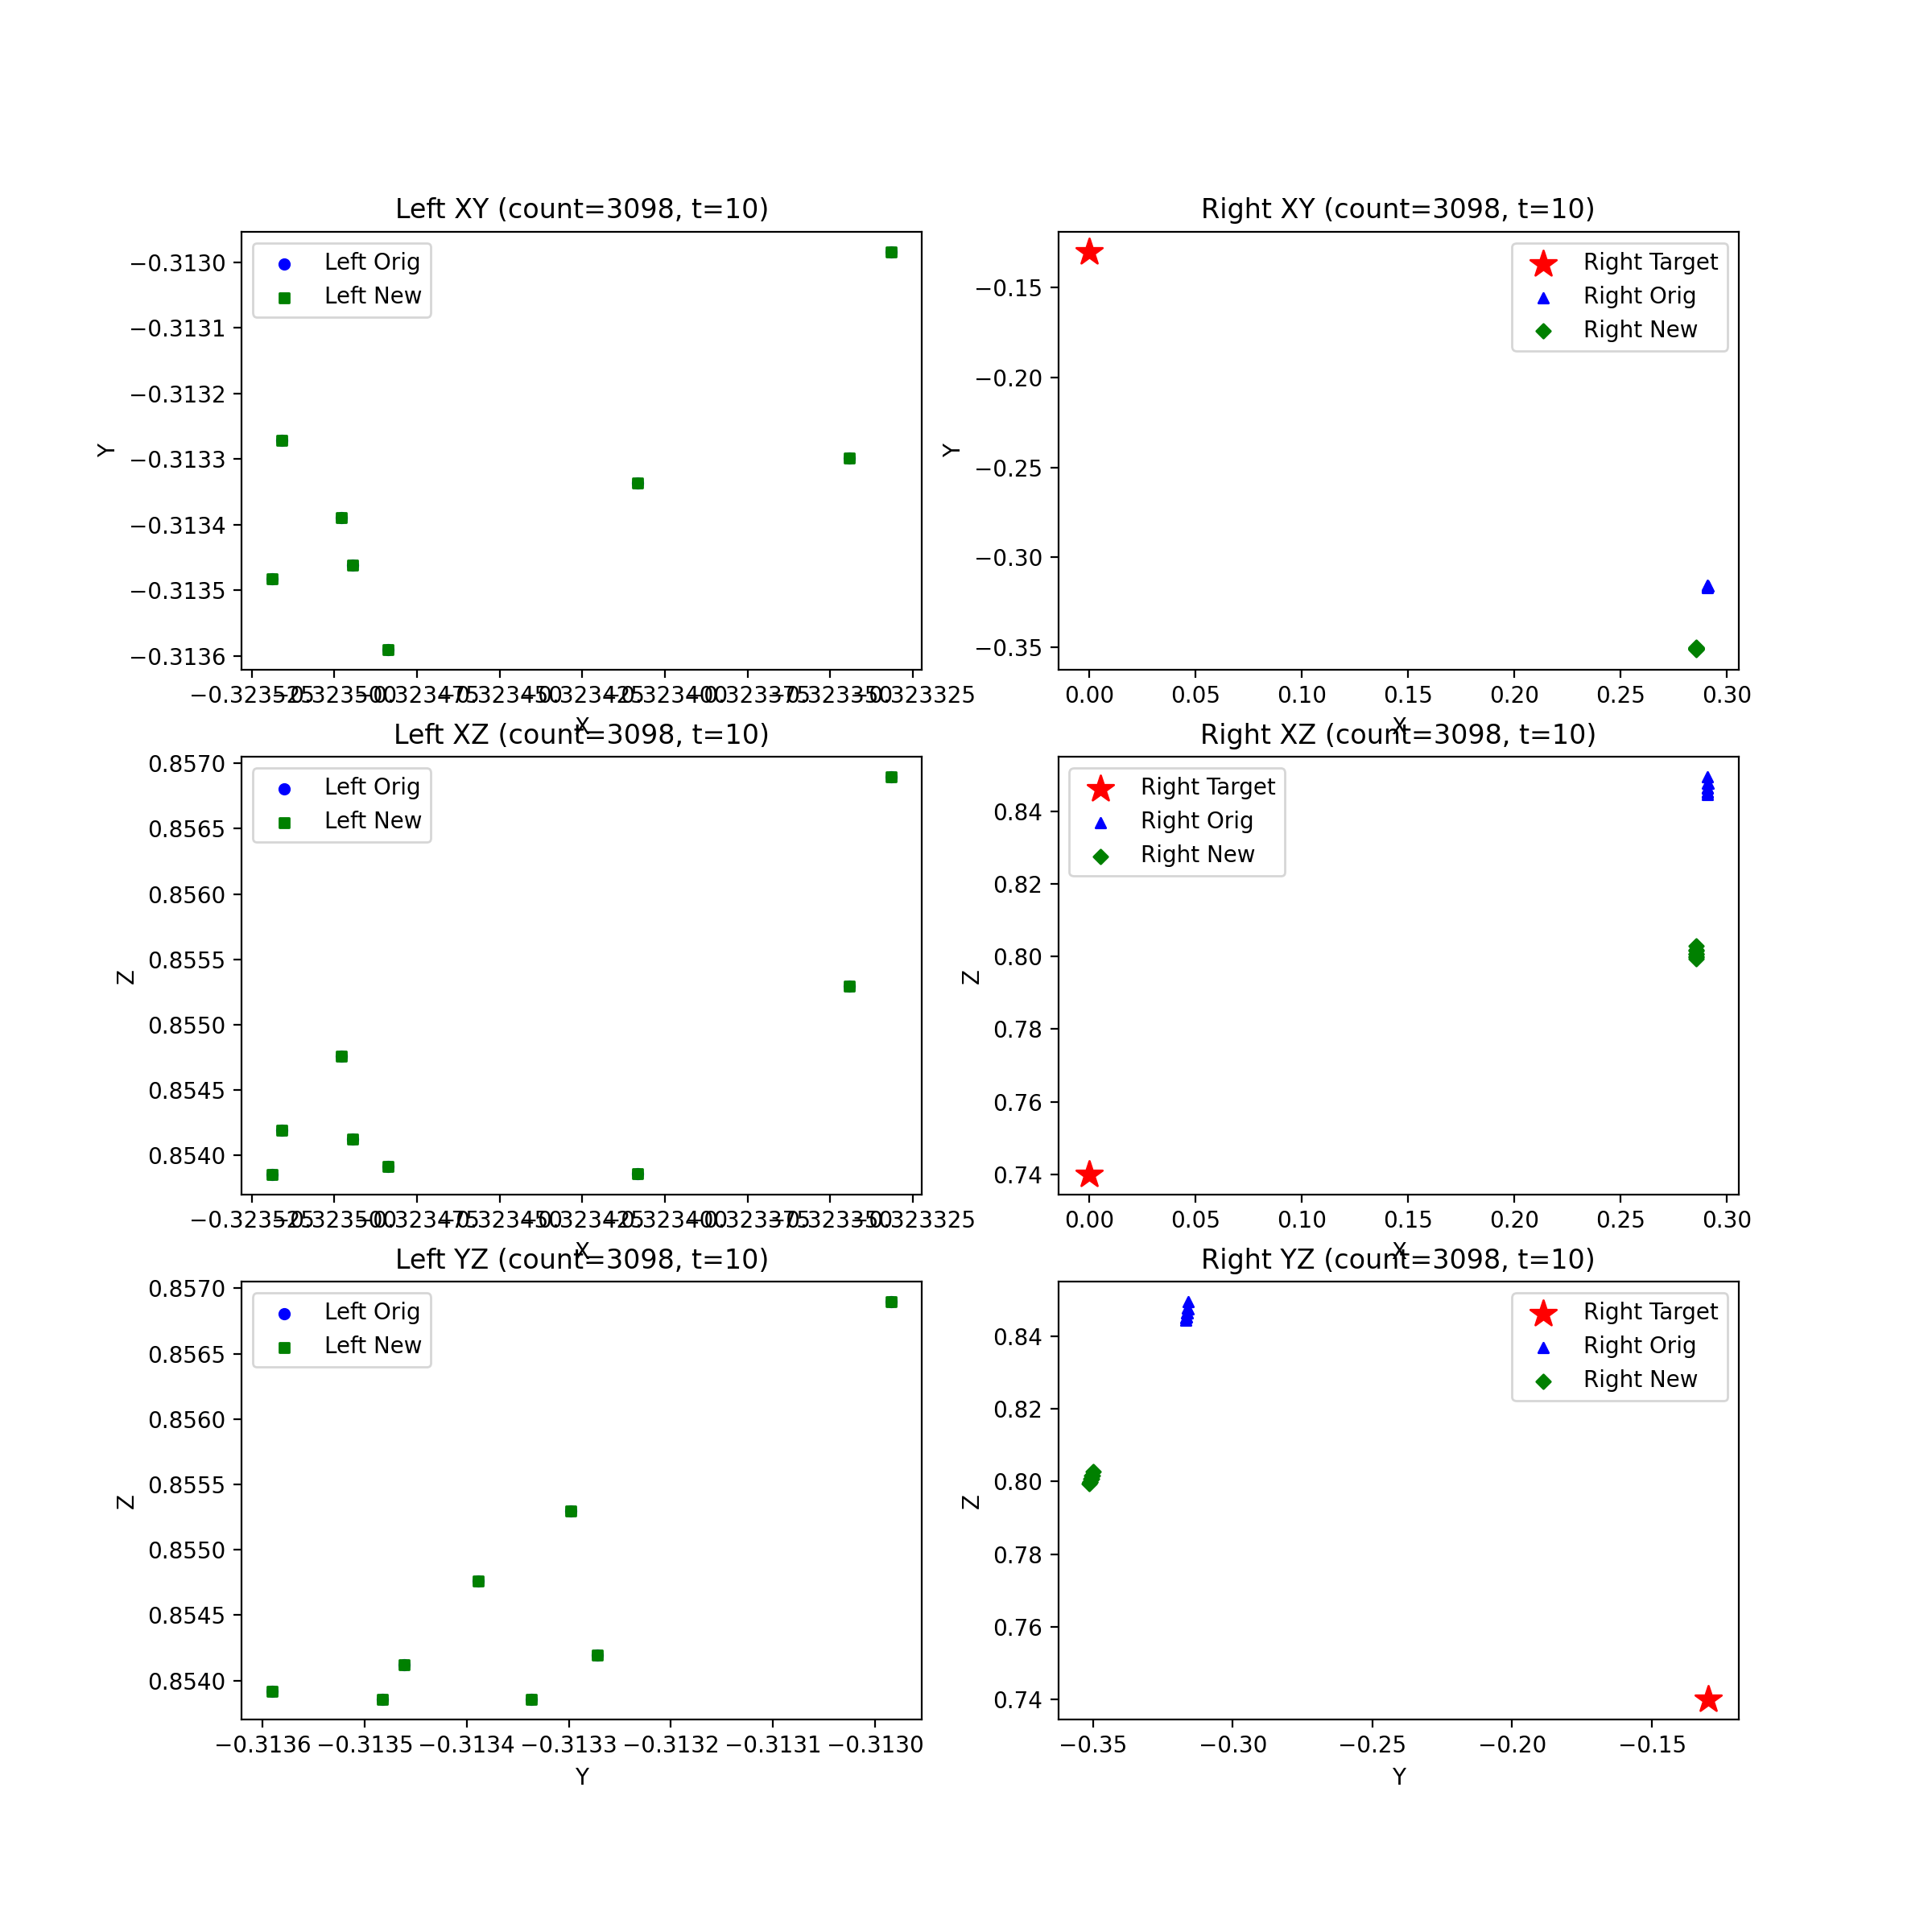 Left XY (count=3098, t=10)
Right XY (count=3098, t=10)
Left Orig
Left New
−0.3130
−0.3131
−0.3132
−0.3133
−0.3134
−0.3135
−0.3136
Y
X
Right Target
Right Orig
Right New
−0.15
−0.20
−0.25
−0.30
−0.35
Y
0.00 0.05 0.10 0.15 0.20 0.25 0.30
X
Left XZ (count=3098, t=10)
Right XZ (count=3098, t=10)
Left Orig
Left New
0.8570
0.8565
0.8560
0.8555
0.8550
0.8545
0.8540
Z
X
Right Target
Right Orig
Right New
0.84
0.82
0.80
0.78
0.76
0.74
Z
0.00 0.05 0.10 0.15 0.20 0.25 0.30
X
Left YZ (count=3098, t=10)
Right YZ (count=3098, t=10)
Left Orig
Left New
0.8570
0.8565
0.8560
0.8555
0.8550
0.8545
0.8540
Z
−0.3136 −0.3135 −0.3134 −0.3133 −0.3132 −0.3131 −0.3130
Y
Right Target
Right Orig
Right New
0.84
0.82
0.80
0.78
0.76
0.74
Z
−0.35 −0.30 −0.25 −0.20 −0.15
Y